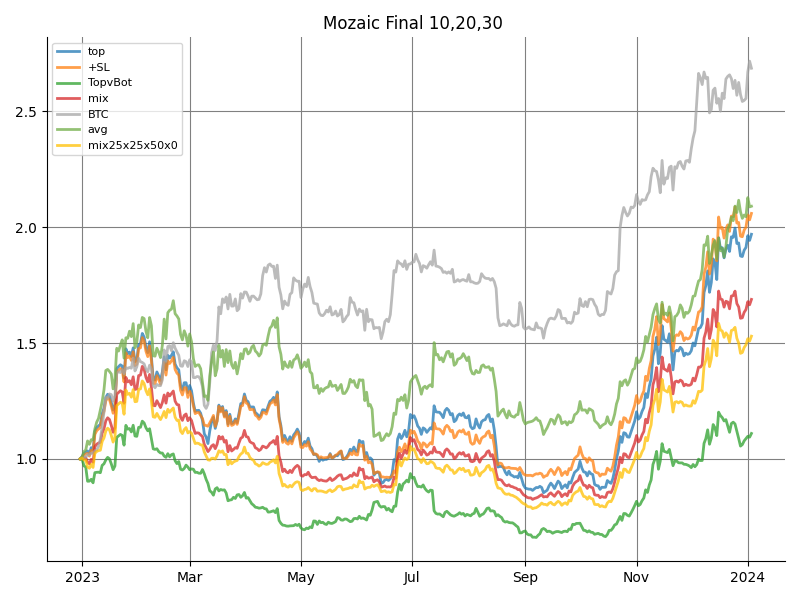 Mozaic Final 10,20,30
top
+SL
TopvBot
mix
BTC
avg
mix25x25x50x0
2.5
2.0
1.5
1.0
2023 Mar May Jul Sep Nov 2024